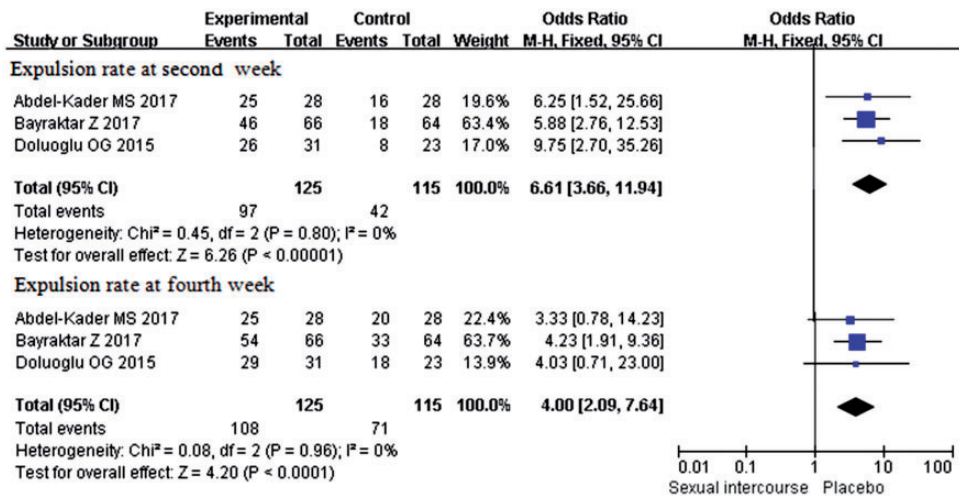 Experimental Control Odds Ratio Odds Ratio
Study or Subgroup Events Total Events Total Weight M-H, Fixed, 95% CI M-H, Fixed, 95% CI
Expulsion rate at second week
Abdel-Kader MS 2017 25 28 16 28 19.6% 6.25 [1.52, 25.66]
Bayraktar Z 2017 46 66 18 64 63.4% 5.88 [2.76, 12.53]
Doluoglu OG 2015 26 31 8 23 17.0% 9.75 [2.70, 35.26]
Total (95% CI) 125 115 100.0% 6.61 [3.66, 11.94]
Total events 97 42
Heterogeneity: Chi² = 0.45, df = 2 (P = 0.80); I² = 0%
Test for overall effect: Z = 6.26 (P < 0.00001)
Expulsion rate at fourth week
Abdel-Kader MS 2017 25 28 20 28 22.4% 3.33 [0.78, 14.23]
Bayraktar Z 2017 54 66 33 64 63.7% 4.23 [1.91, 9.36]
Doluoglu OG 2015 29 31 18 23 13.9% 4.03 [0.71, 23.00]
Total (95% CI) 125 115 100.0% 4.00 [2.09, 7.64]
Total events 108 71
Heterogeneity: Chi² = 0.08, df = 2 (P = 0.96); I² = 0%
Test for overall effect: Z = 4.20 (P < 0.0001)
0.01 0.1 1 10 100
Sexual intercourse Placebo